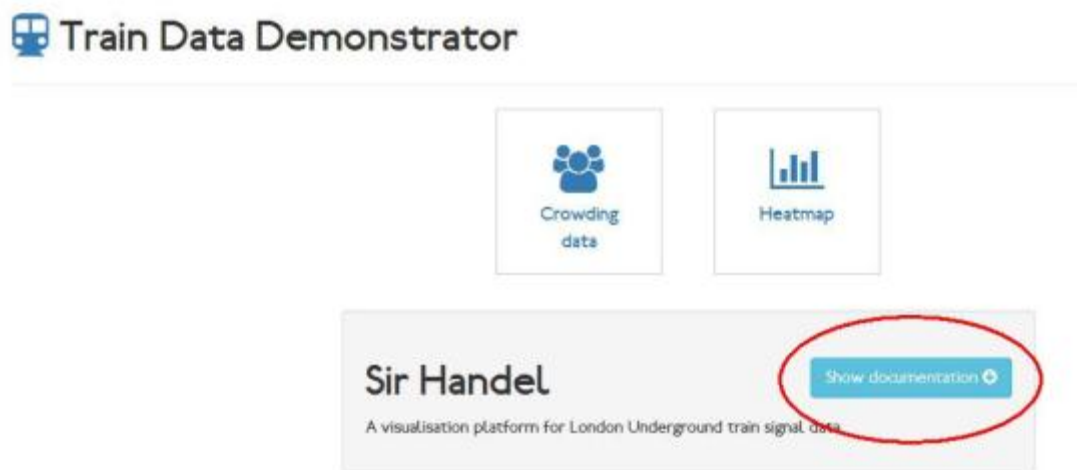 Train Data Demonstrator
Crowding
data
Heatmap
Sir Handel
Show documentation
A visualisation platform for London Underground train signal data.